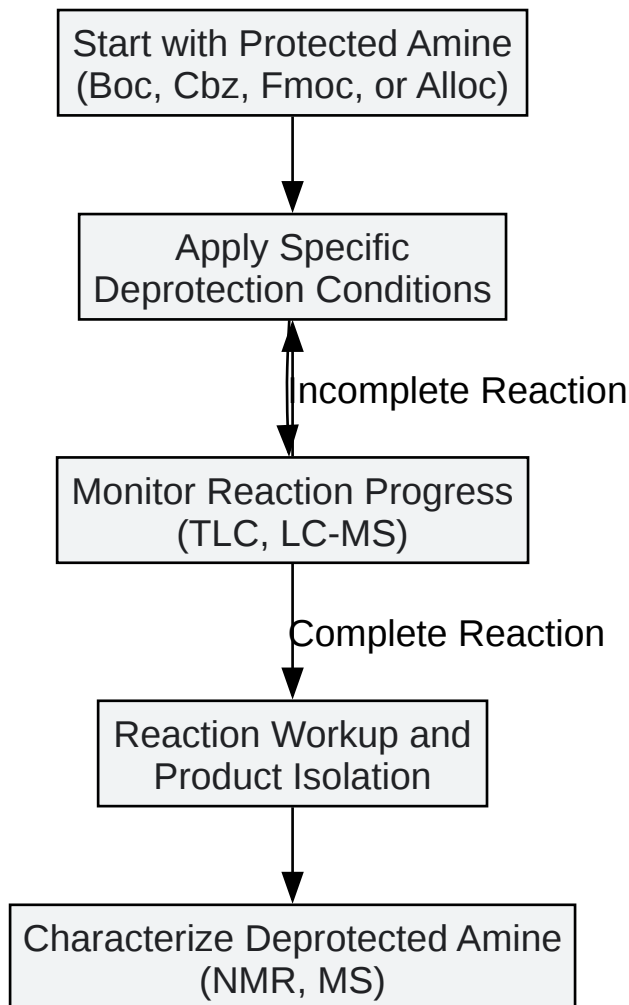 Start with Protected Amine
(Boc, Cbz, Fmoc, or Alloc)
Apply Specific
Deprotection Conditions
Incomplete Reaction
Monitor Reaction Progress
(TLC, LC-MS)
Complete Reaction
Reaction Workup and
Product Isolation
Characterize Deprotected Amine
(NMR, MS)